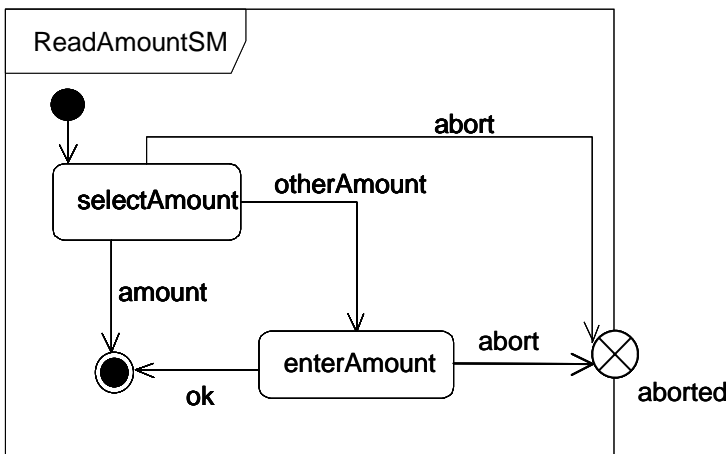 ReadAmountSM
abort
otherAmount
selectAmount
amount
abort
enterAmount
aborted
ok